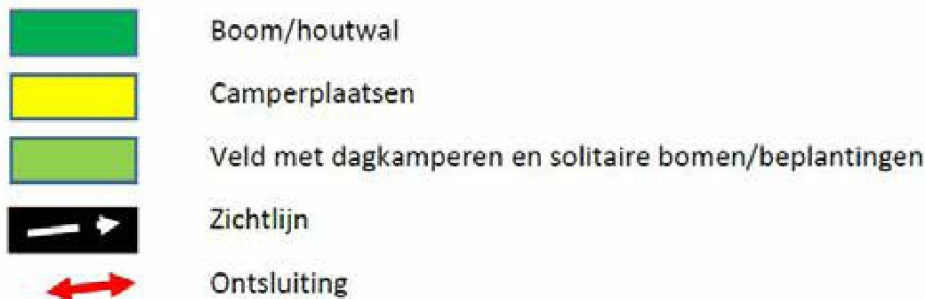 Boom/houtwal
Camperplaatsen
Veld met dagkamperen en solitaire bomen/beplantingen
Zichtlijn
Ontsluiting